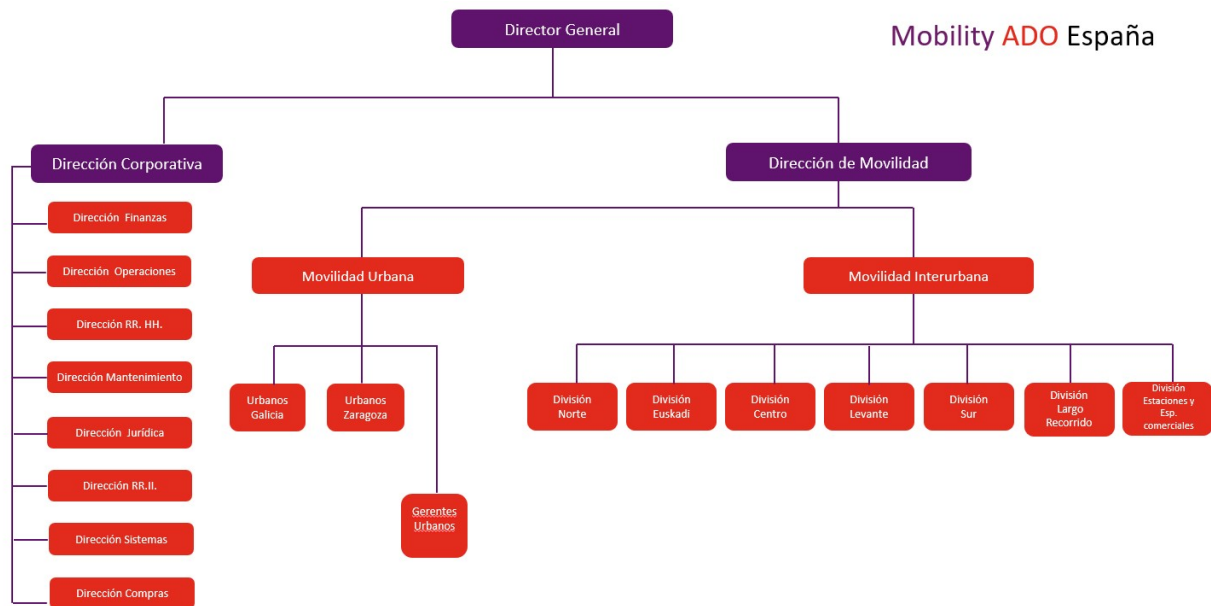 Director General
Mobility ADO España
Dirección Corporativa
Dirección de Movilidad
Dirección Finanzas
Dirección Operaciones
Dirección RR. HH.
Dirección Mantenimiento
Dirección Jurídica
Dirección RR.II.
Dirección Sistemas
Dirección Compras
Movilidad Urbana
Movilidad Interurbana
Urbanos
Galicia
Urbanos
Zaragoza
Gerentes
Urbanos
División
Norte
División
Euskadi
División
Centro
División
Levante
División
Sur
División
Largo
Recorrido
División
Estaciones y
Esp.
comerciales